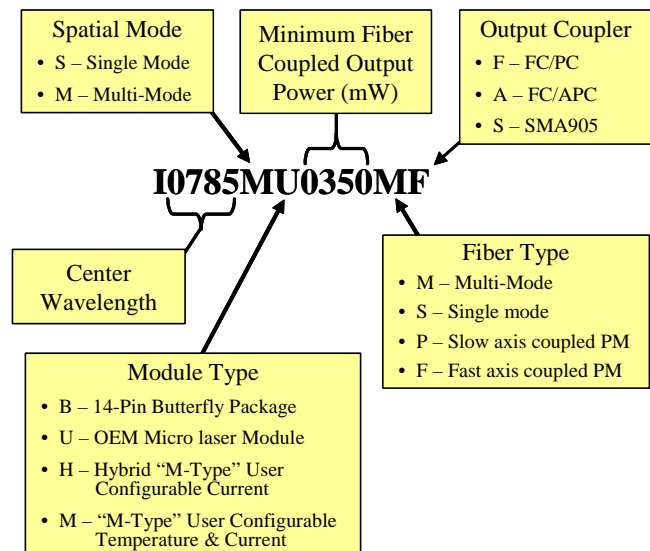 Spatial Mode
• S – Single Mode
• M – Multi-Mode
Minimum Fiber
Coupled Output
Power (mW)
Output Coupler
• F – FC/PC
• A – FC/APC
• S – SMA905
I0785MU0350MF
Center
Wavelength
Fiber Type
• M – Multi-Mode
• S – Single mode
• P – Slow axis coupled PM
• F – Fast axis coupled PM
Module Type
• B – 14-Pin Butterfly Package
• U – OEM Micro laser Module
• H – Hybrid “M-Type” User
Configurable Current
• M – “M-Type” User Configurable
Temperature & Current